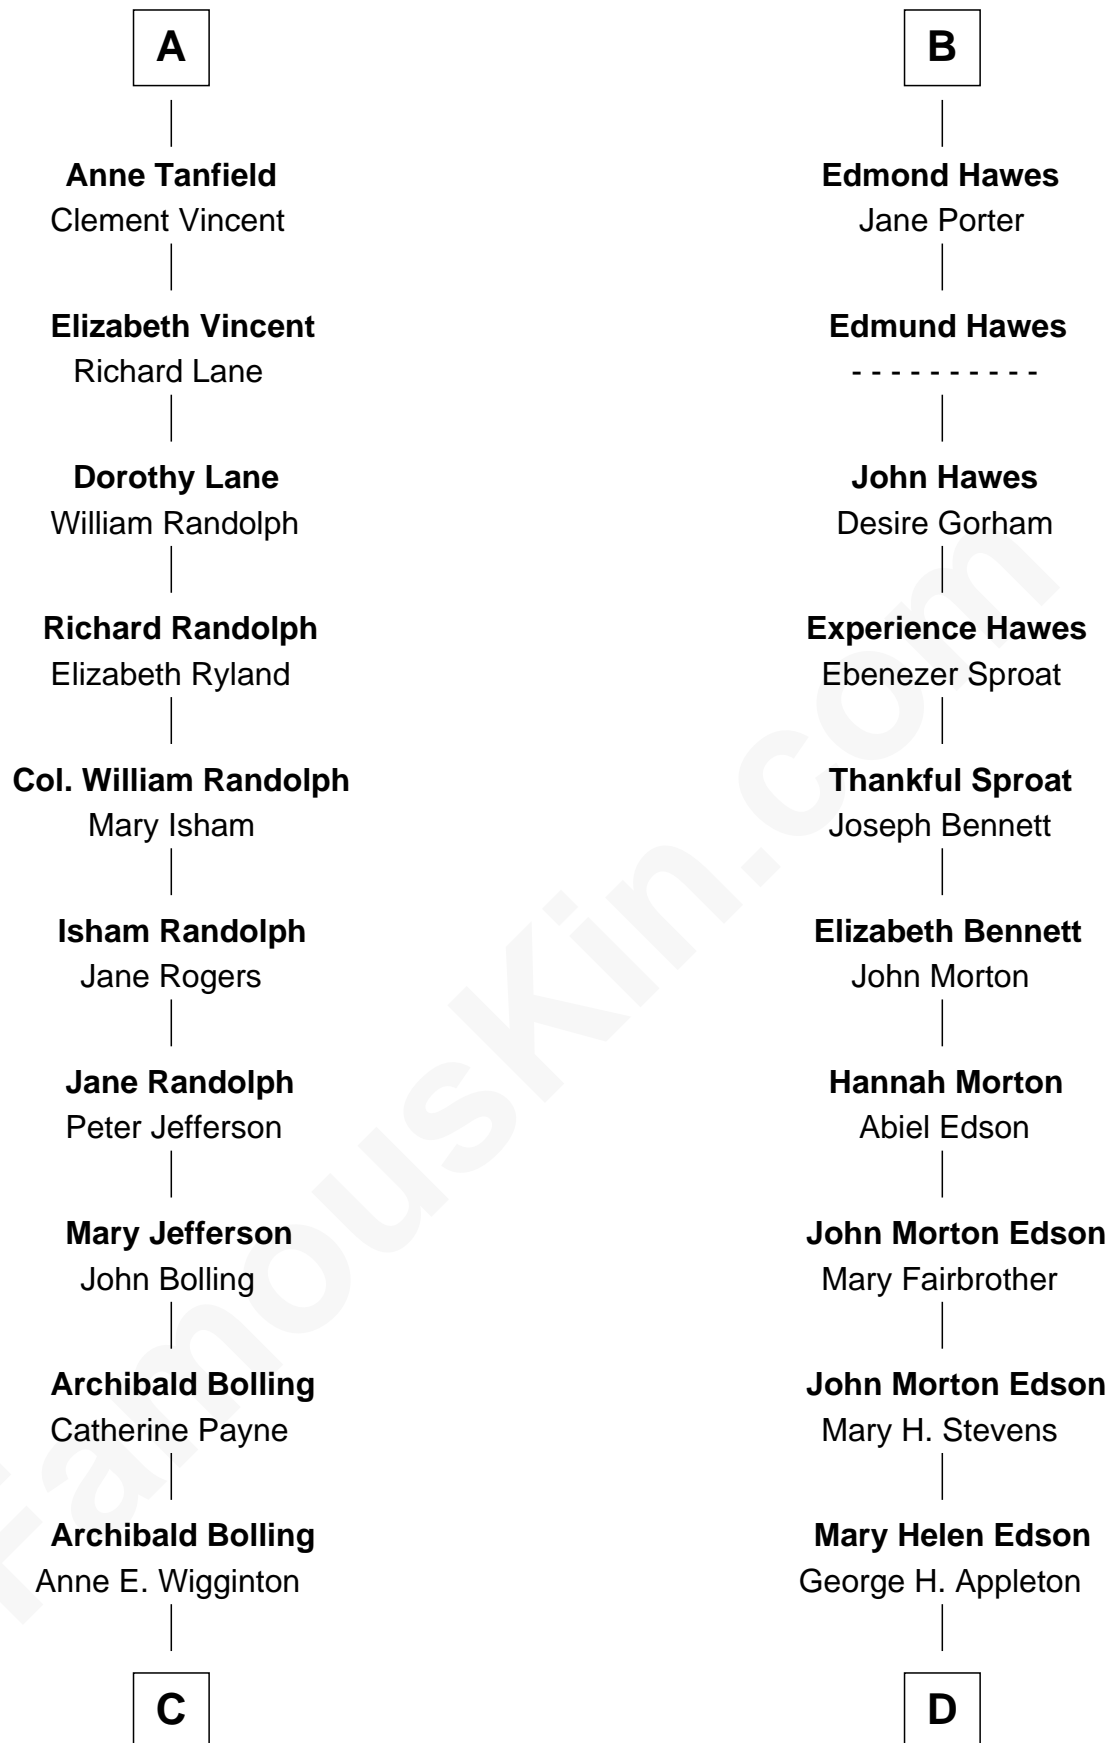 A
Anne Tanfield
Clement Vincent
Elizabeth Vincent
Richard Lane
Dorothy Lane
William Randolph
Richard Randolph
Elizabeth Ryland
Col. William Randolph
Mary Isham
Isham Randolph
Jane Rogers
Jane Randolph
Peter Jefferson
Mary Jefferson
John Bolling
Archibald Bolling
Catherine Payne
Archibald Bolling
Anne E. Wigginton
C
B
Edmond Hawes
Jane Porter
Edmund Hawes
- - - - - - - - - -
John Hawes
Desire Gorham
Experience Hawes
Ebenezer Sproat
Thankful Sproat
Joseph Bennett
Elizabeth Bennett
John Morton
Hannah Morton
Abiel Edson
John Morton Edson
Mary Fairbrother
John Morton Edson
Mary H. Stevens
Mary Helen Edson
George H. Appleton
D
FamousKin.com